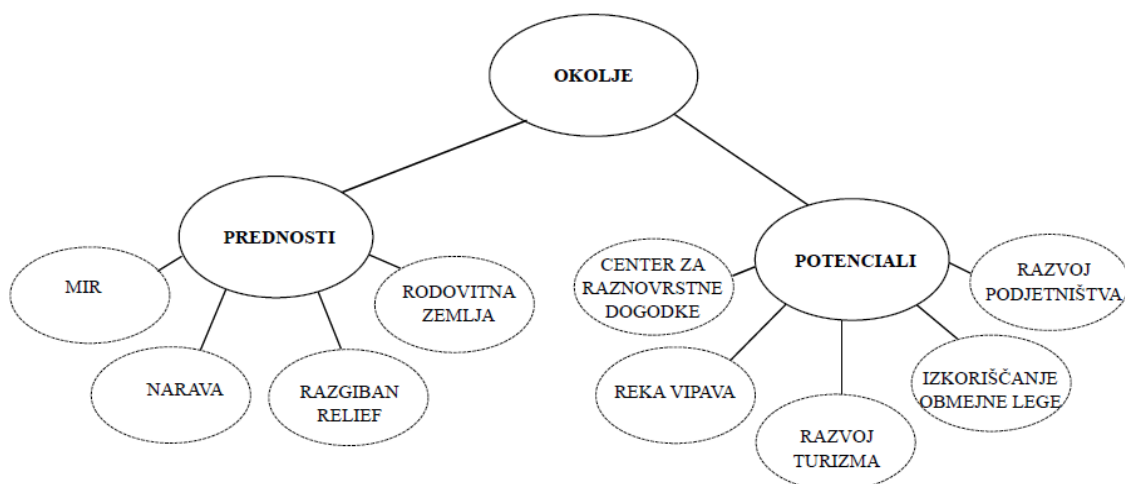 OKOLJE
PREDNOSTI
MIR
NARAVA
RAZGIBAN
RELIEF
RODOVITNA
ZEMLJA
POTENCIALI
CENTER ZA
RAZNOVRSTNE
DOGODKE
REKA VIPAVA
RAZVOJ
TURIZMA
IZKORIŠČANJE
OBMEJNE LEGE
RAZVOJ
PODJETNIŠTVA